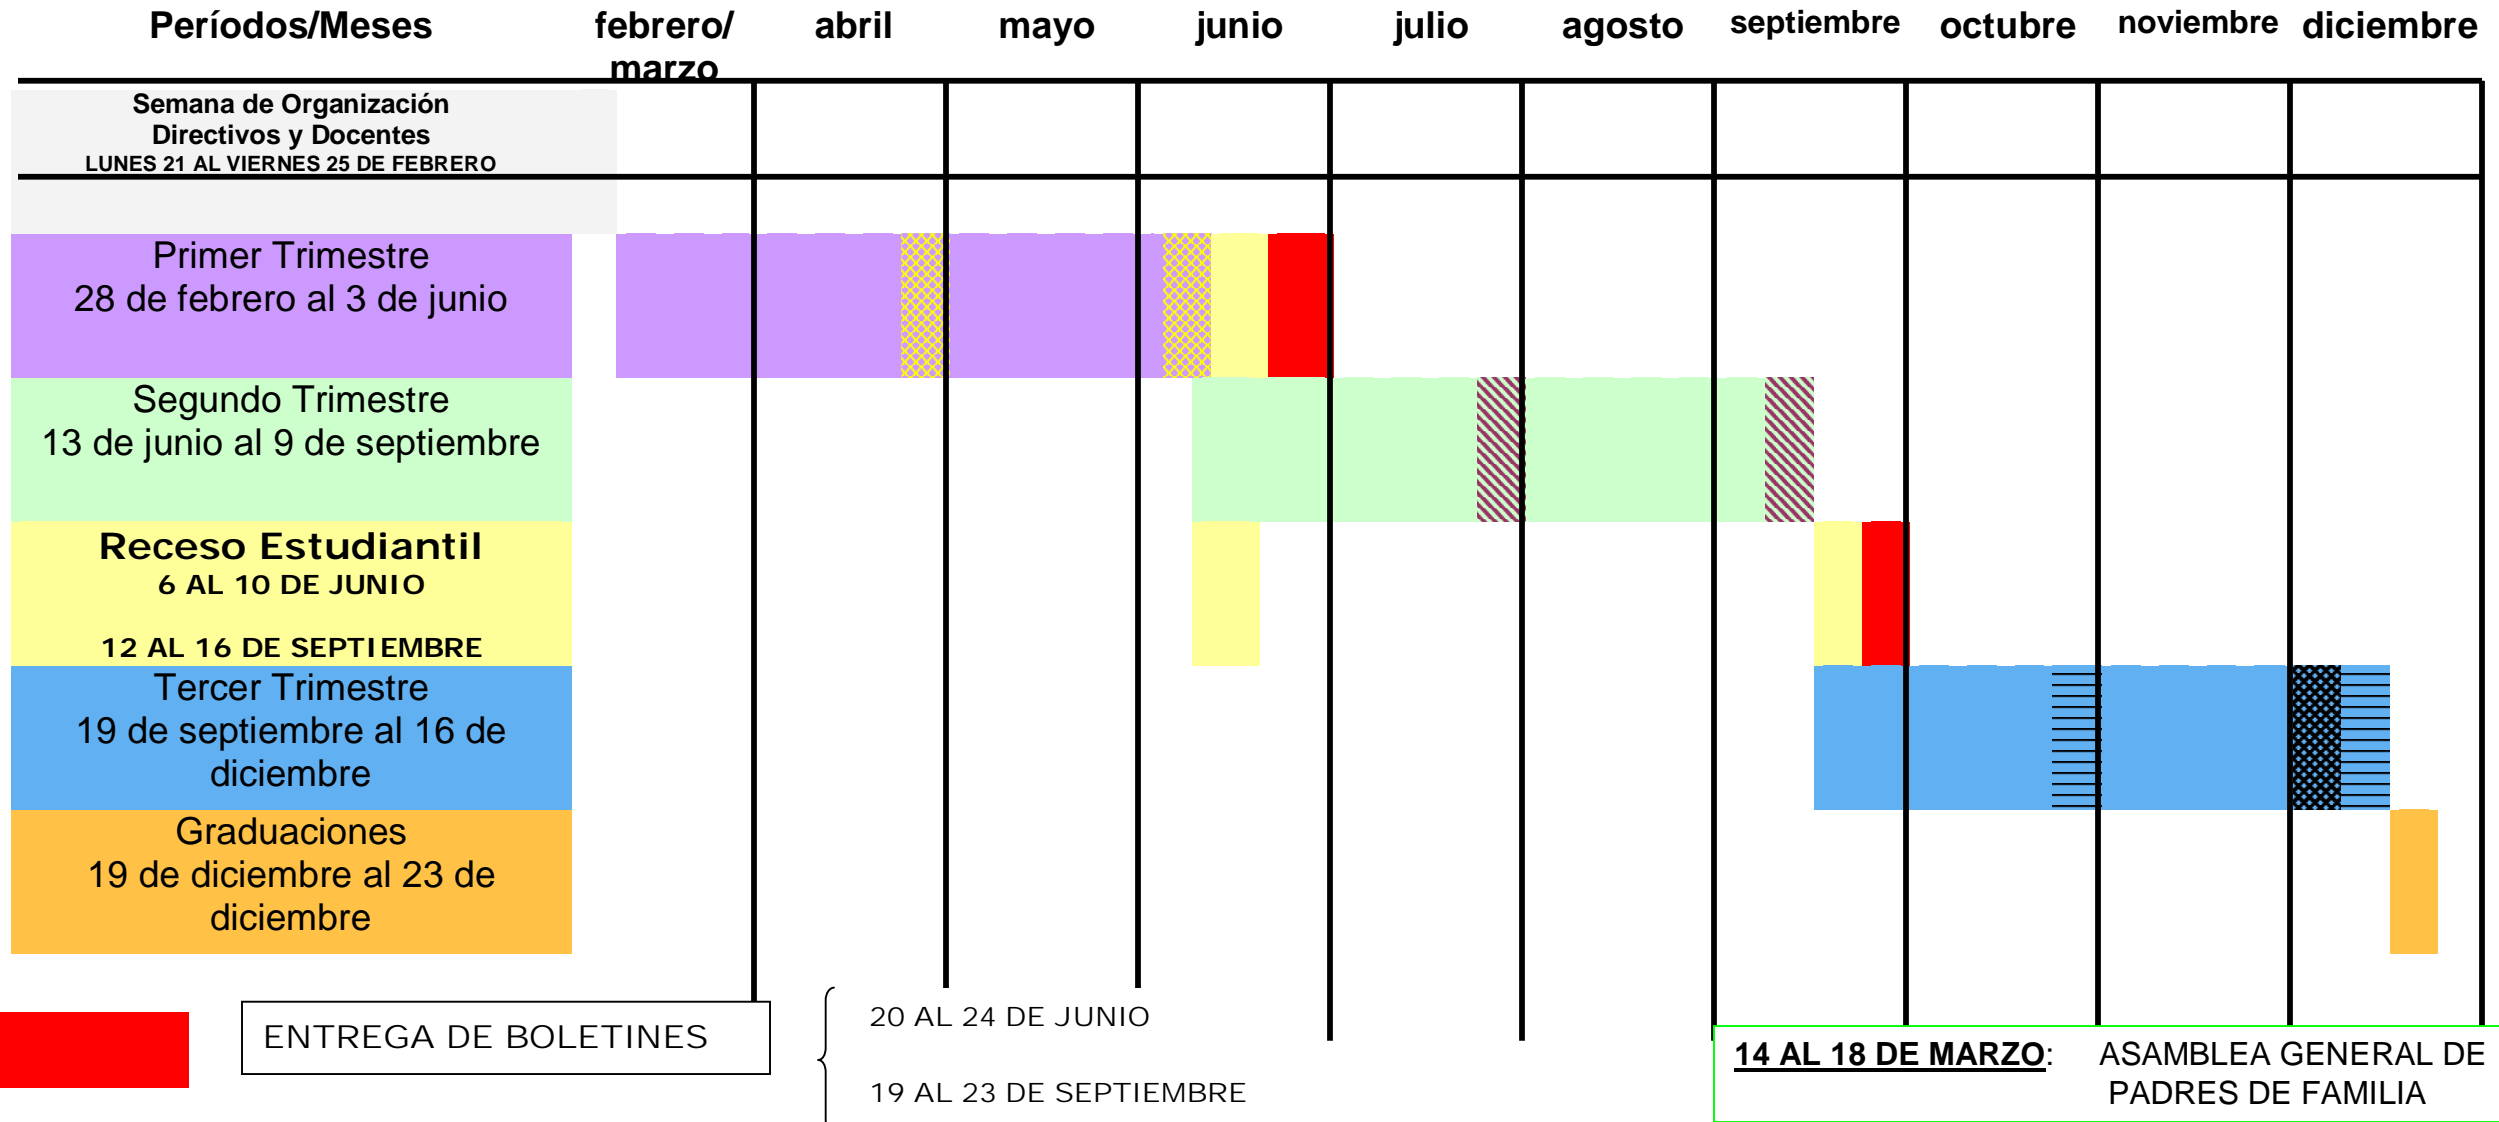 Períodos/Meses febrero/ abril mayo junio julio agosto septiembre octubre noviembre diciembre
marzo
Semana de Organización
Directivos y Docentes
LUNES 21 AL VIERNES 25 DE FEBRERO
Primer Trimestre
28 de febrero al 3 de junio
Segundo Trimestre
13 de junio al 9 de septiembre
Receso Estudiantil
6 AL 10 DE JUNIO
12 AL 16 DE SEPTIEMBRE
Tercer Trimestre
19 de septiembre al 16 de
diciembre
Graduaciones
19 de diciembre al 23 de
diciembre
ENTREGA DE BOLETINES
20 AL 24 DE JUNIO
19 AL 23 DE SEPTIEMBRE
14 AL 18 DE MARZO: ASAMBLEA GENERAL DE
PADRES DE FAMILIA